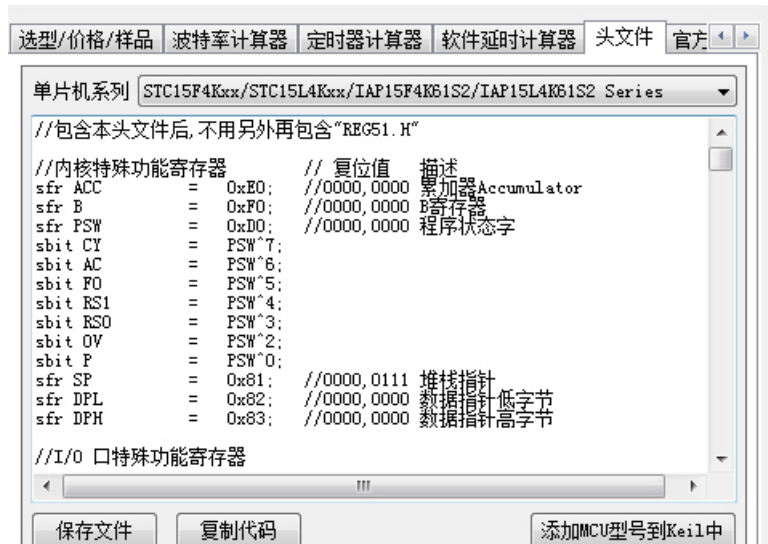 选型/价格/样品 波特率计算器 定时器计算器 软件延时计算器 头文件 官方
单片机系列 STC15F4Kxx/STC15L4Kxx/IAP15F4K61S2/IAP15L4K61S2 Series
//包含本头文件后,不用另外再包含"REG51.H"
//内核特殊功能寄存器 // 复位值 描述
sfr ACC = 0xE0; //0000,0000 累加器Accumulator
sfr B = 0xF0; //0000,0000 B寄存器
sfr PSW = 0xD0; //0000,0000 程序状态字
sbit CY = PSW^7;
sbit AC = PSW^6;
sbit F0 = PSW^5;
sbit RS1 = PSW^4;
sbit RS0 = PSW^3;
sbit OV = PSW^2;
sbit P = PSW^0;
sfr SP = 0x81; //0000,0111 堆栈指针
sfr DPL = 0x82; //0000,0000 数据指针低字节
sfr DPH = 0x83; //0000,0000 数据指针高字节
//I/O 口特殊功能寄存器
保存文件 复制代码 添加MCU型号到Keil中